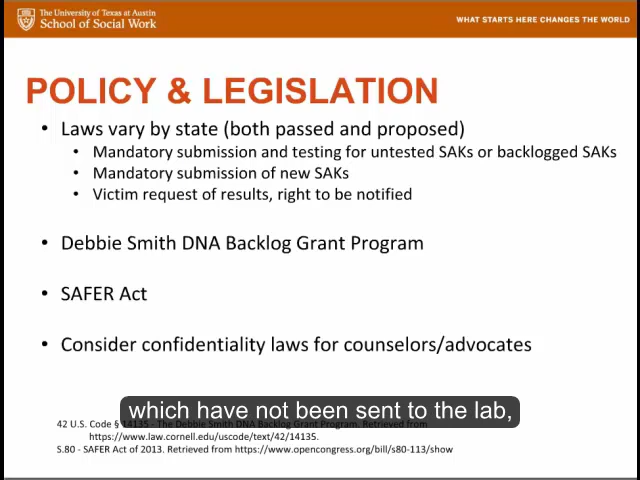 The University of Texas at Austin
School of Social Work
WHAT STARTS HERE CHANGES THE WORLD
POLICY & LEGISLATION
• Laws vary by state (both passed and proposed)
• Mandatory submission and testing for untested SAKs or backlogged SAKs
• Mandatory submission of new SAKs
• Victim request of results, right to be notified
• Debbie Smith DNA Backlog Grant Program
• SAFER Act
• Consider confidentiality laws for counselors/advocates
which have not been sent to the lab,
42 U.S. Code § 14135 - The Debbie Smith DNA Backlog Grant Program. Retrieved from
https://www.law.cornell.edu/uscode/text/42/14135.
S.80 - SAFER Act of 2013. Retrieved from https://www.opencongress.org/bill/s80-113/show